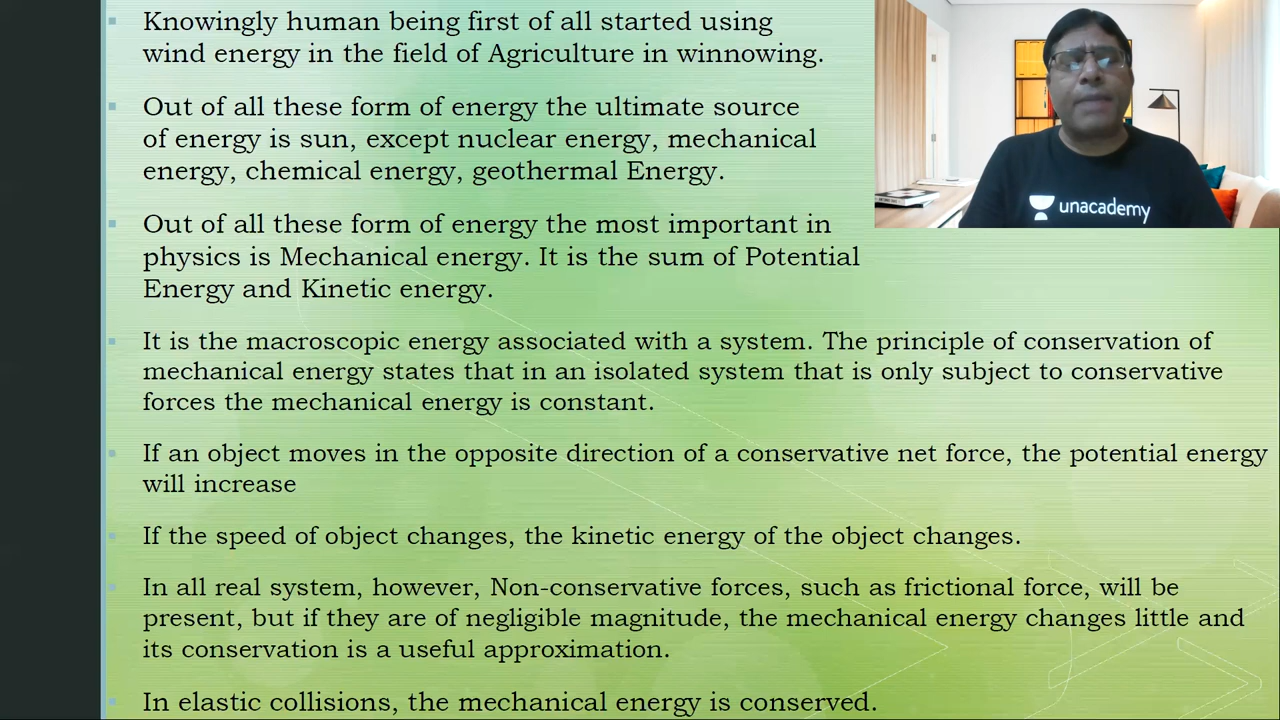 Knowingly human being first of all started using
wind energy in the field of Agriculture in winnowing.
Out of all these form of energy the ultimate source
of energy is sun, except nuclear energy, mechanical
energy, chemical energy, geothermal Energy.
Out of all these form of energy the most important in
physics is Mechanical energy. It is the sum of Potential
Energy and Kinetic energy.
It is the macroscopic energy associated with a system. The principle of conservation of
mechanical energy states that in an isolated system that is only subject to conservative
forces the mechanical energy is constant.
If an object moves in the opposite direction of a conservative net force, the potential energy
will increase
If the speed of object changes, the kinetic energy of the object changes.
In all real system, however, Non-conservative forces, such as frictional force, will be
present, but if they are of negligible magnitude, the mechanical energy changes little and
its conservation is a useful approximation.
In elastic collisions, the mechanical energy is conserved.
unacademy